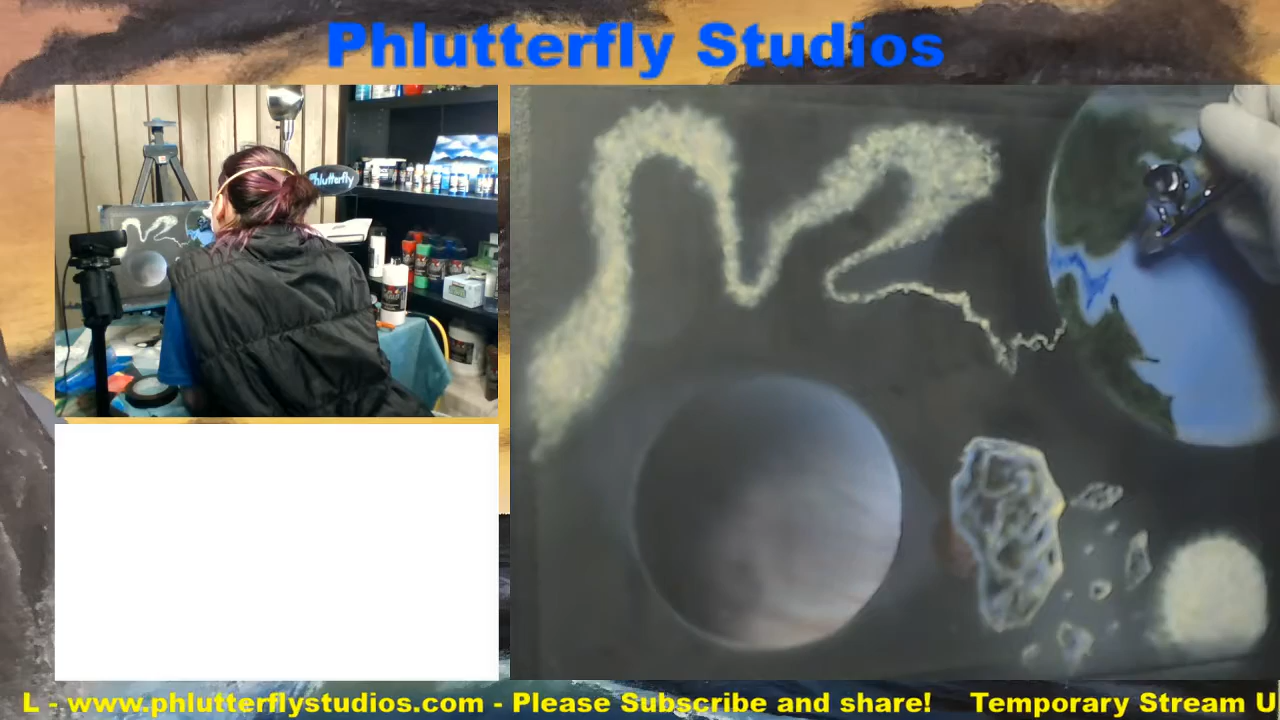 Phlutterfly Studios
Phlutterfly
L - www.phlutterflystudios.com - Please Subscribe and share! Temporary Stream U